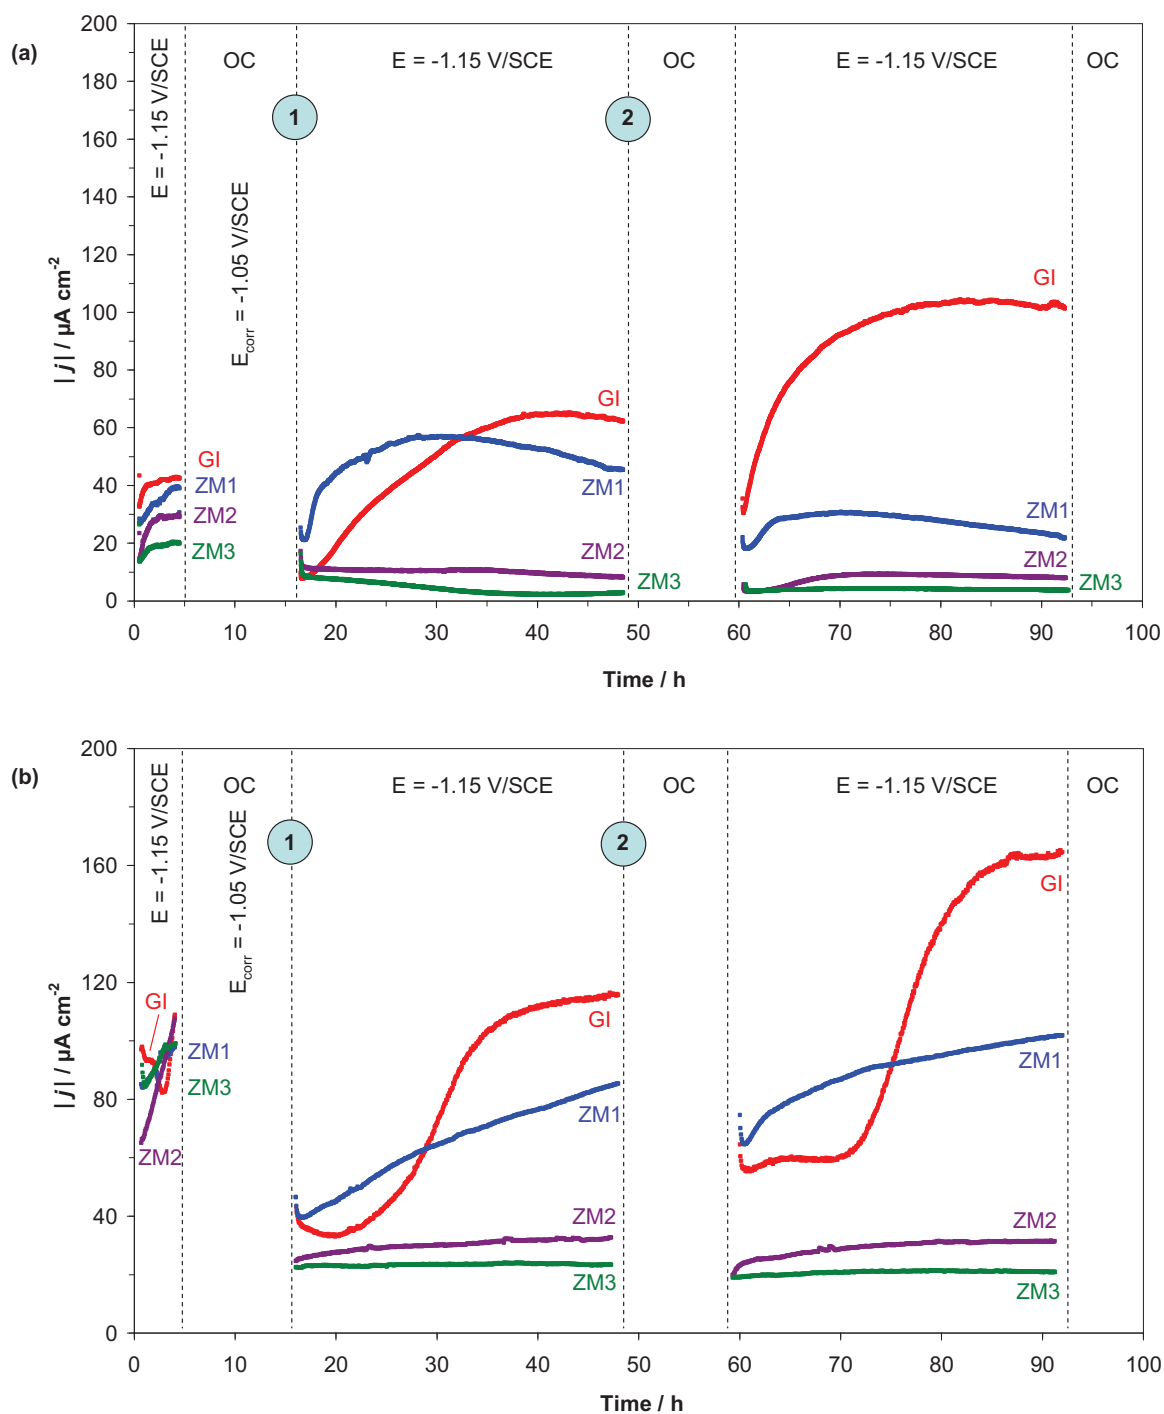 (a)
200
180
160
140
120
100
80
60
40
20
0
| j | / µA cm-2
E = -1.15 V/SCE
OC
Ecorr = -1.05 V/SCE
1
E = -1.15 V/SCE
2
OC
E = -1.15 V/SCE
OC
GI
ZM1
ZM2
ZM3
GI
ZM1
ZM2
ZM3
GI
ZM1
ZM2
ZM3
0 10 20 30 40 50 60 70 80 90 100
Time / h
(b)
200
160
120
80
40
0
| j | / µA cm-2
E = -1.15 V/SCE
OC
Ecorr = -1.05 V/SCE
1
E = -1.15 V/SCE
2
OC
E = -1.15 V/SCE
OC
GI
ZM1
ZM3
ZM2
GI
ZM1
ZM2
ZM3
GI
ZM1
ZM2
ZM3
0 10 20 30 40 50 60 70 80 90 100
Time / h